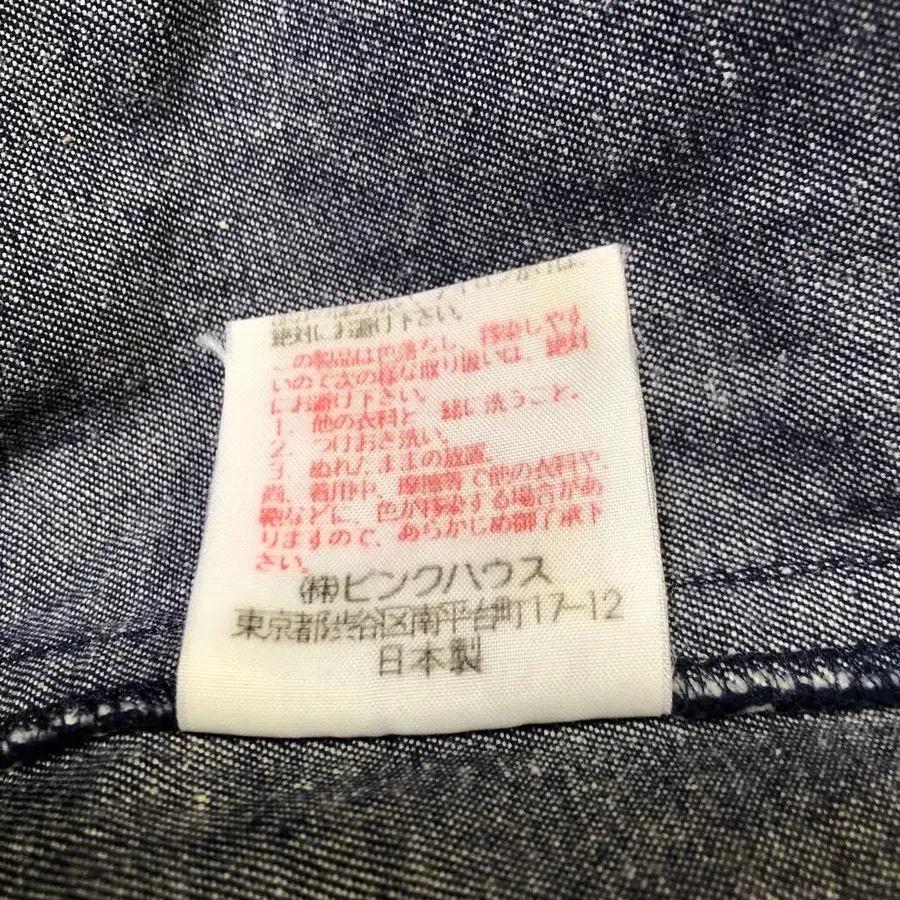 絶対にお避け下さい。
この製品は色落ちし、移染しやす
いので次の様な取り扱いは、絶対
にお避け下さい。
1. 他の衣料と一緒に洗うこと。
2. つけおき洗い。
3. ぬれたままの放置。
尚、着用中、摩擦等で他の衣料や、
鞄などに、色が移染する場合があ
りますので、あらかじめ御了承下
さい。
(株)ピンクハウス
東京都渋谷区南平台町17-12
日本製